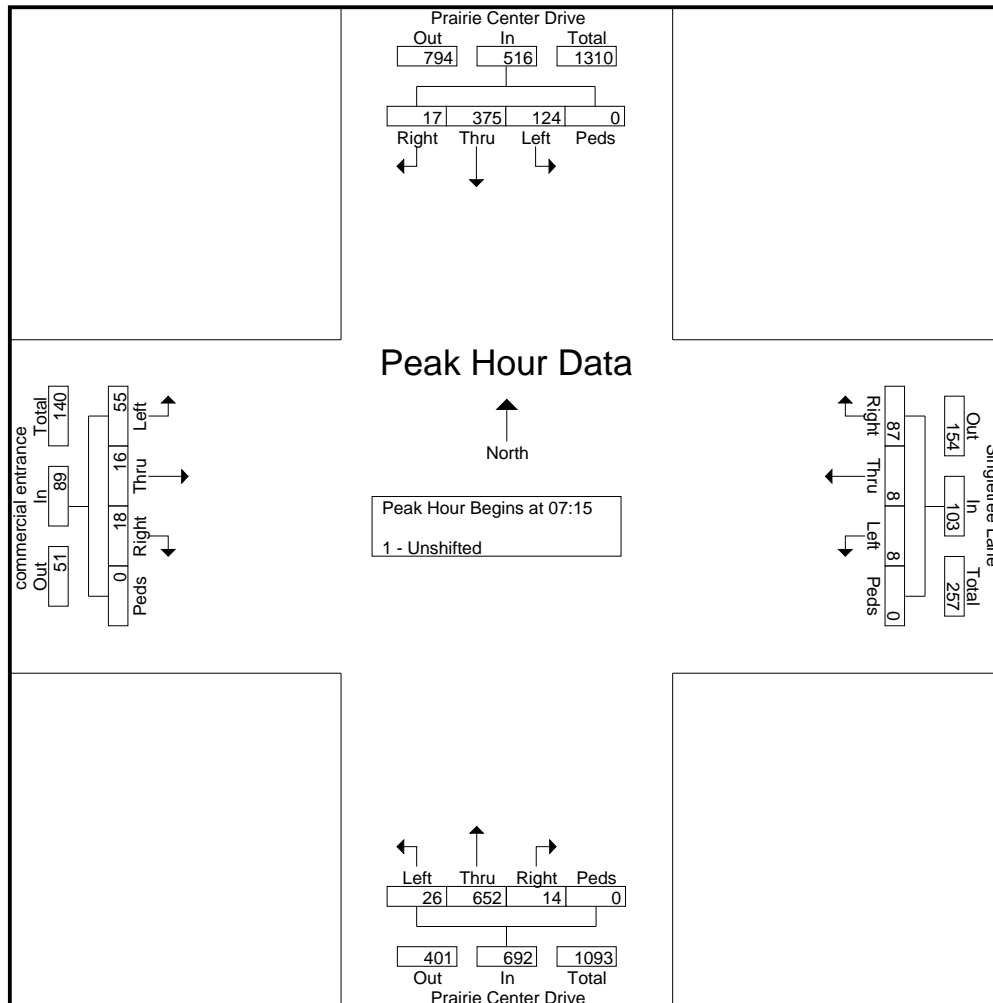 Prairie Center Drive
Out In Total
794 516 1310
17 375 124 0
Right Thru Left Peds
Peak Hour Data
North
Peak Hour Begins at 07:15
1 - Unshifted
commercial entrance
Out In Total
51 89 140
55 16 18 0
Left Thru Right Peds
Singletree Lane
Out In Total
154 103 257
87 8 8 0
Right Thru Left Peds
Left Thru Right Peds
26 652 14 0
401 692 1093
Out In Total
Prairie Center Drive